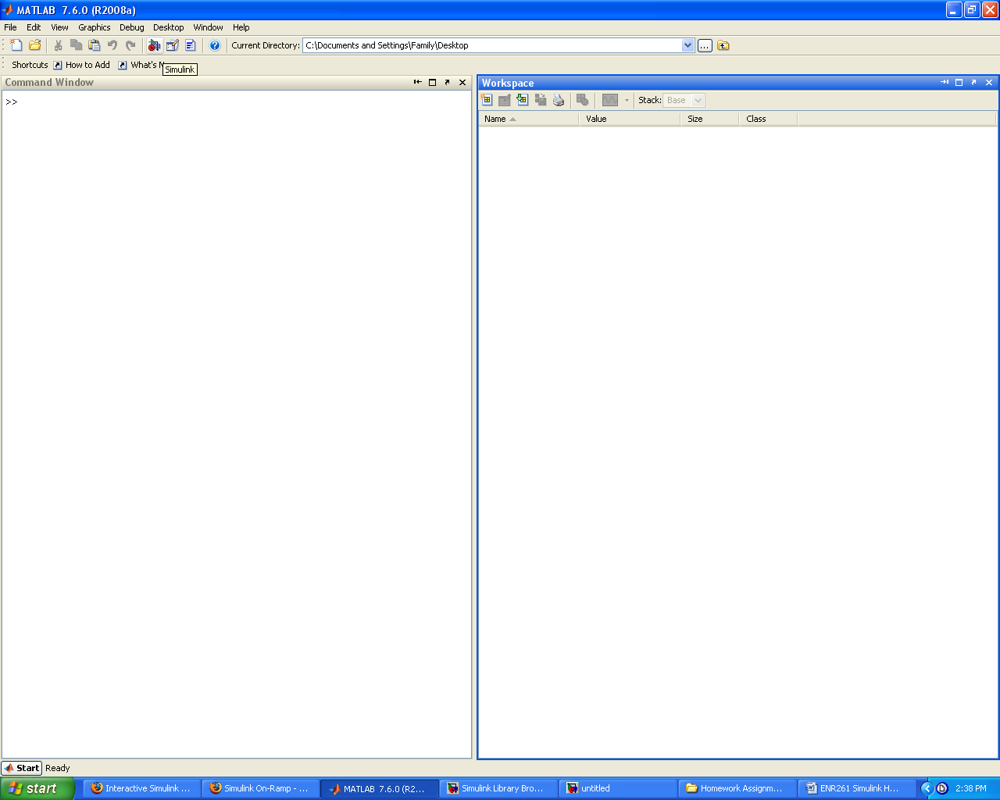 MATLAB 7.6.0 (R2008a)
File Edit View Graphics Debug Desktop Window Help
Current Directory: C:\Documents and Settings\Family\Desktop ...
Shortcuts How to Add What's N
Simulink
Command Window
>>
Workspace
Stack: Base
Name Value Size Class
Start Ready
start Interactive Simulink ... Simulink On-Ramp - ... MATLAB 7.6.0 (R2... Simulink Library Bro... untitled Homework Assignm... ENR261 Simulink H... 2:38 PM